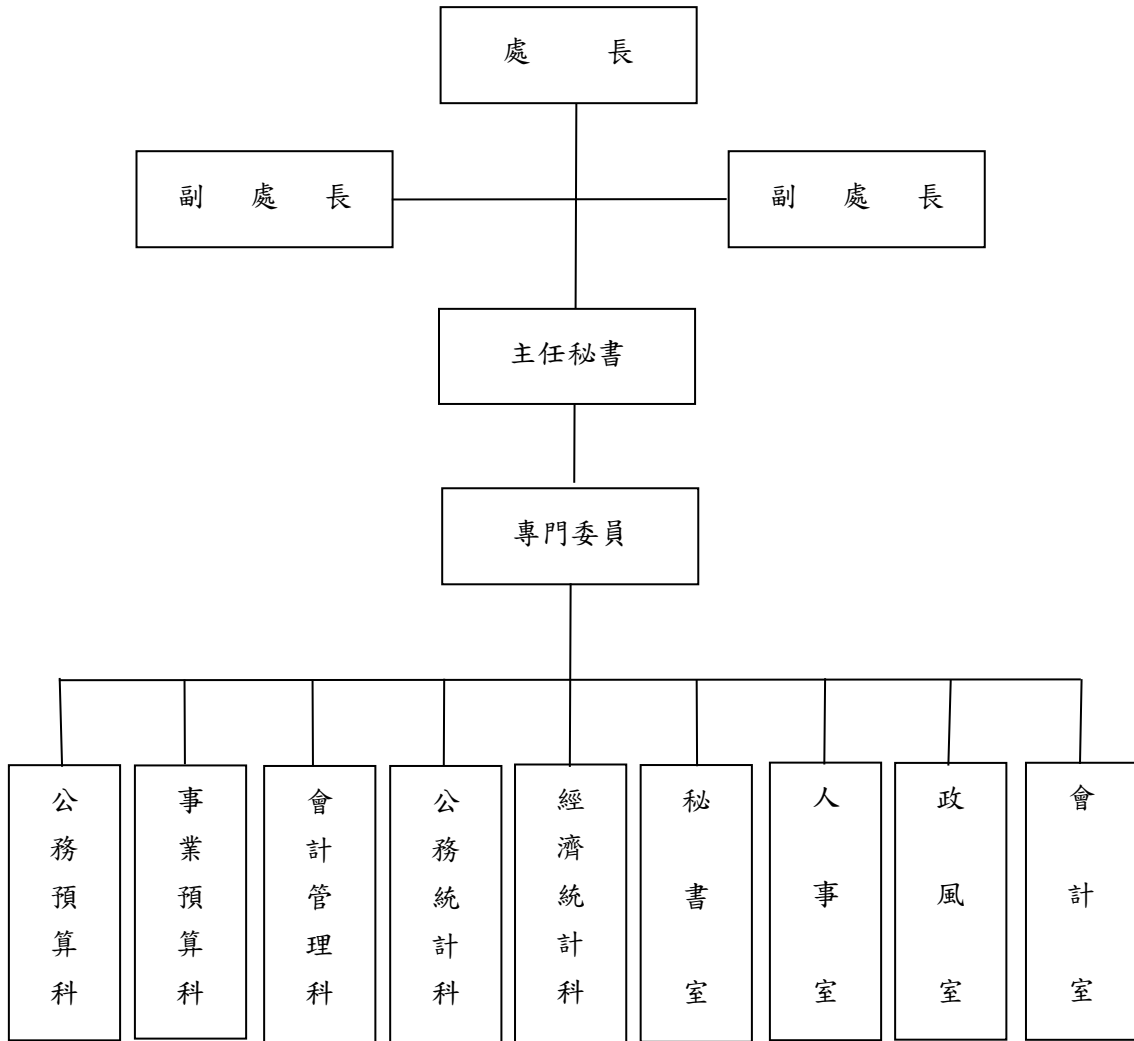 處長
副處長
副處長
主任秘書
專門委員
公務預算科
事業預算科
會計管理科
公務統計科
經濟統計科
秘書室
人事室
政風室
會計室